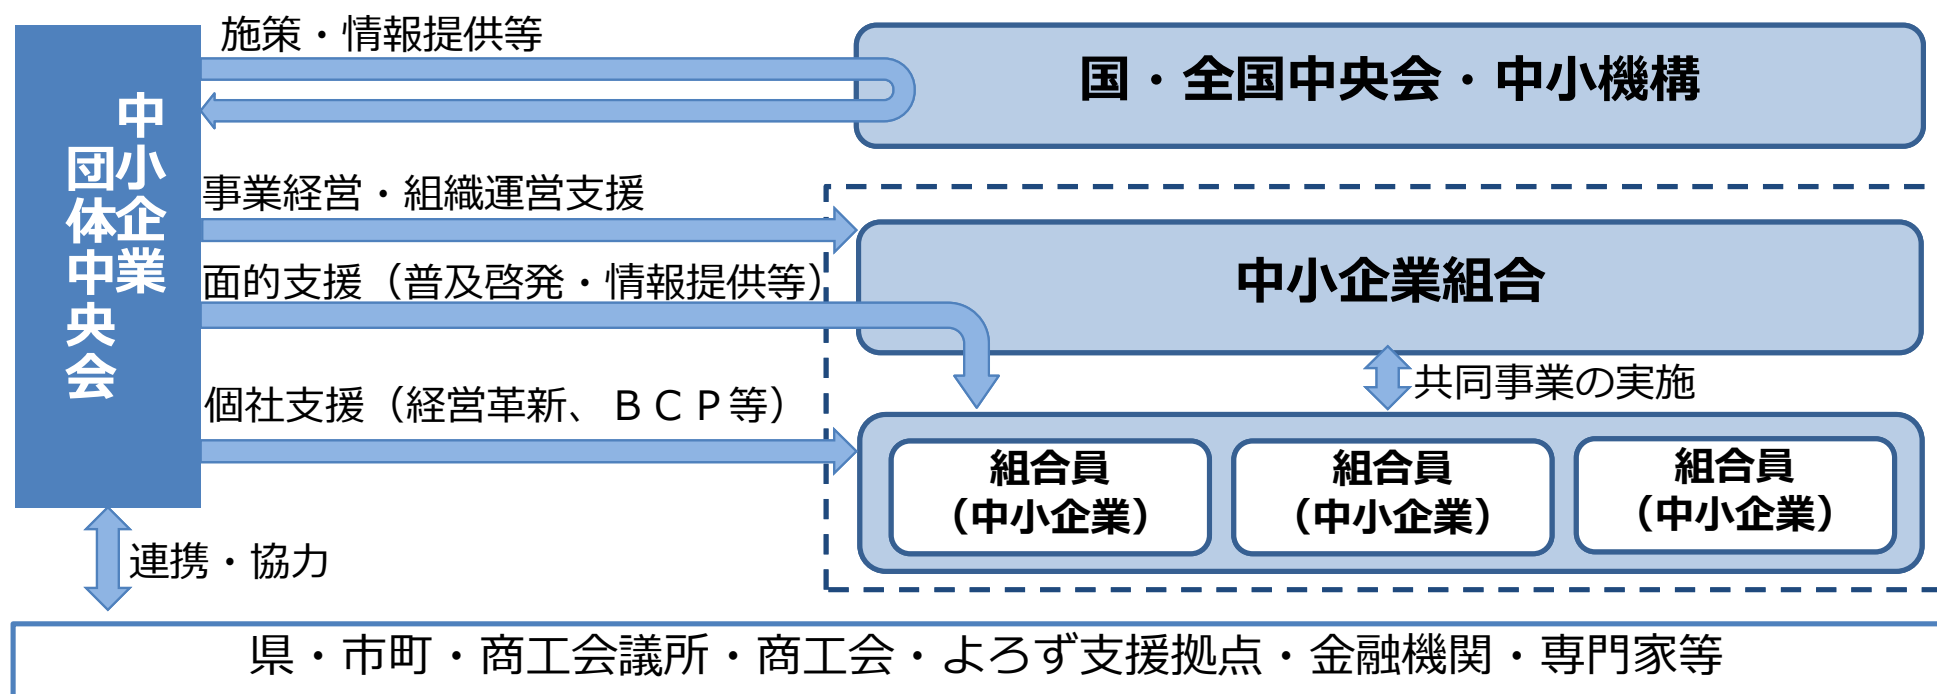 施策・情報提供等
国・全国中央会・中小機構
中小企業
団体中央会
事業経営・組織運営支援
中小企業組合
面的支援（普及啓発・情報提供等）
共同事業の実施
個社支援（経営革新、ＢＣＰ等）
組合員
（中小企業）
組合員
（中小企業）
組合員
（中小企業）
連携・協力
県・市町・商工会議所・商工会・よろず支援拠点・金融機関・専門家等